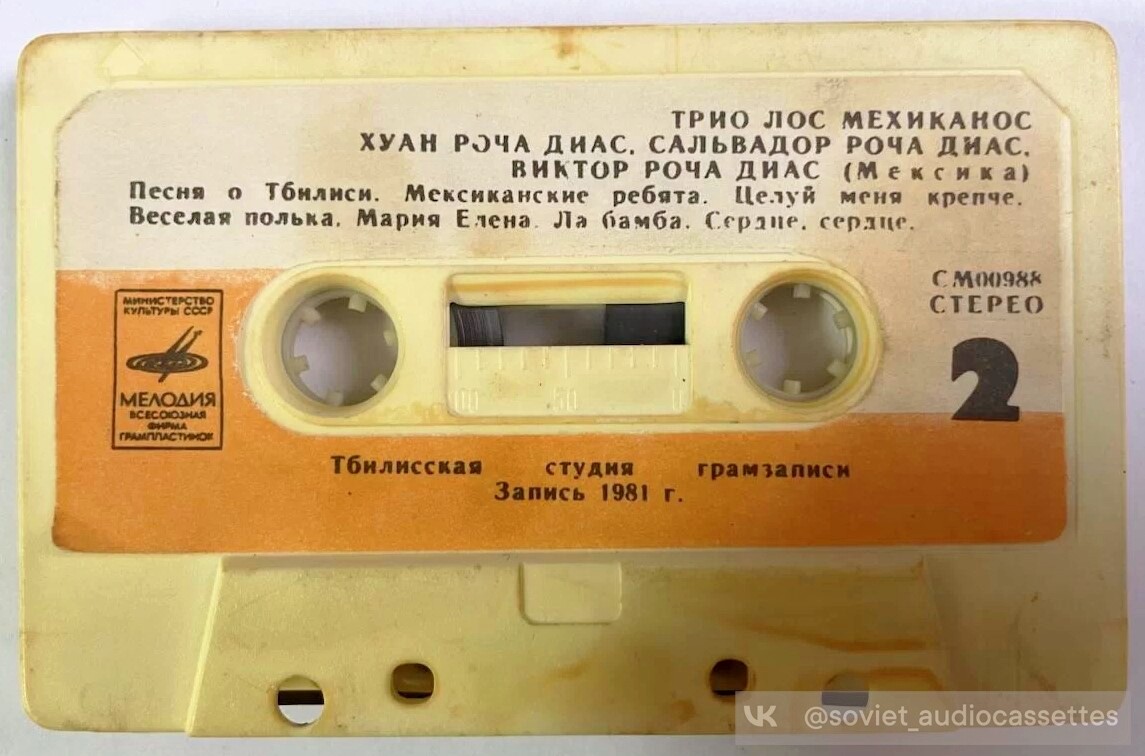 ТРИО ЛОС МЕХИКАНОС
ХУАН РОЧА ДИАС, САЛЬВАДОР РОЧА ДИАС,
ВИКТОР РОЧА ДИАС (Мексика)
Песня о Тбилиси. Мексиканские ребята. Целуй меня крепче.
Веселая полька. Мария Елена. Ла бамба. Сердце, сердце.
СМ00988
СТЕРЕО
2
МИНИСТЕРСТВО
КУЛЬТУРЫ СССР
МЕЛОДИЯ
ВСЕСОЮЗНАЯ
ФИРМА
ГРАМПЛАСТИНОК
50
Тбилисская студия грамзаписи
Запись 1981 г.
@soviet_audiocassettes